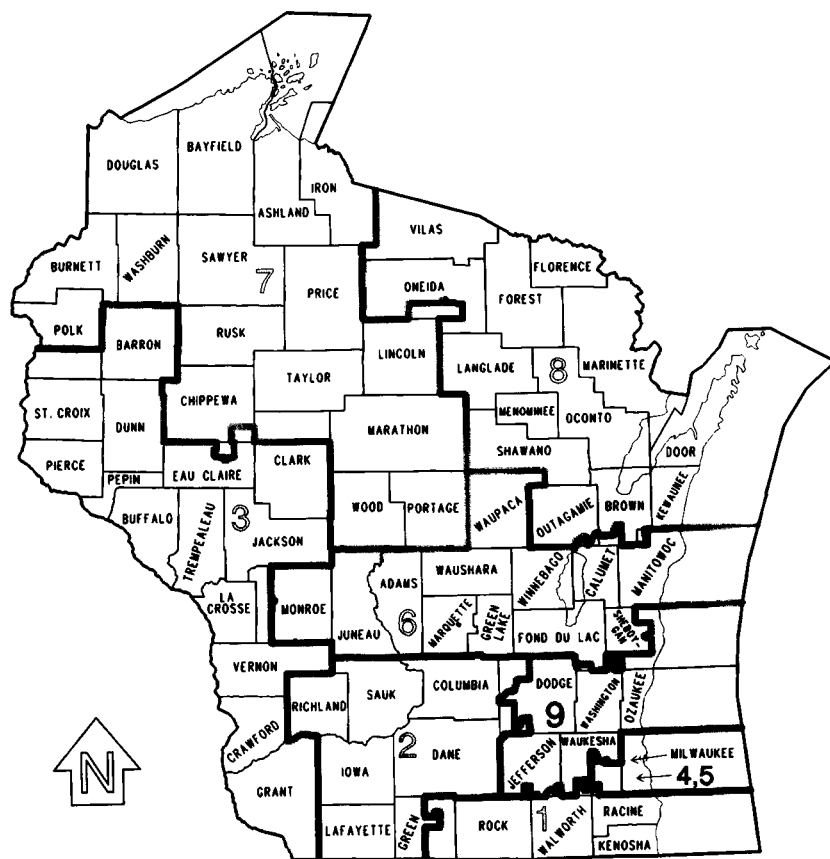 DOUGLAS
BAYFIELD
ASHLAND
IRON
VILAS
BURNETT
WASHBURN
SAWYER
7
PRICE
ONEIDA
FOREST
FLORENCE
POLK
BARRON
RUSK
LINCOLN
LANGLADE
8
MARINETTE
TAYLOR
CHIPPEWA
ST. CROIX
DUNN
MENOMINEE
OCONTO
MARATHON
SHAWANO
DOOR
PIERCE
PEPIN
EAU CLAIRE
CLARK
WOOD
PORTAGE
WAUPACA
OUTAGAMIE
BROWN
KEWAUNEE
BUFFALO
TREMPEALEAU
3
JACKSON
LA
CROSSE
MONROE
JUNEAU
ADAMS
6
WAUSHARA
MARQUETTE
GREEN
LAKE
WINNEBAGO
CALUMET
MANITOWOC
FOND DU LAC
SHEBOY-
GAN
VERNON
CRAWFORD
RICHLAND
SAUK
COLUMBIA
DODGE
9
WASHINGTON
OZAUKEE
N
GRANT
IOWA
2
DANE
JEFFERSON
WAUKESHA
MILWAUKEE
4,5
LAFAYETTE
GREEN
ROCK
1
WALWORTH
RACINE
KENOSHA